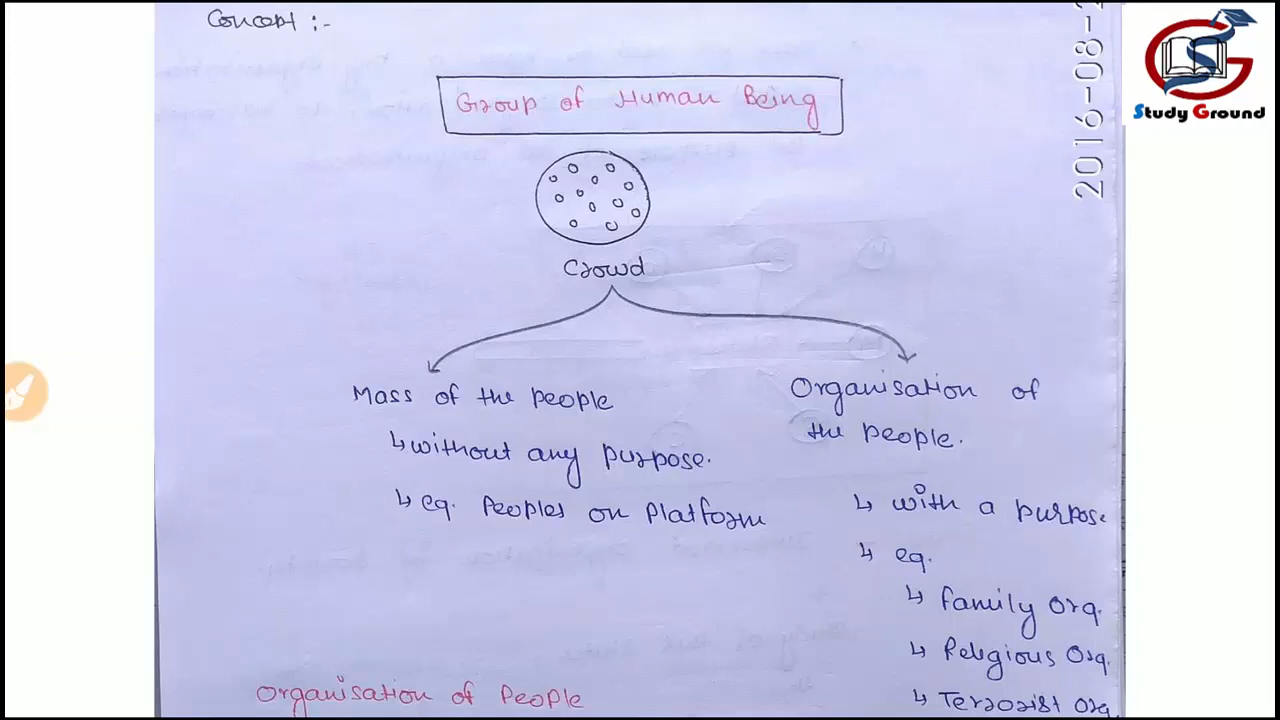 Concept :-
Group of Human Being
Crowd
Mass of the people
↳ without any purpose.
↳ eg. Peoples on Platform
Organisation of
the people.
↳ with a purpose
↳ eg.
↳ Family Org.
↳ Religious Org.
↳ Terrorist Org.
Organisation of People
Study Ground
2016-08-2